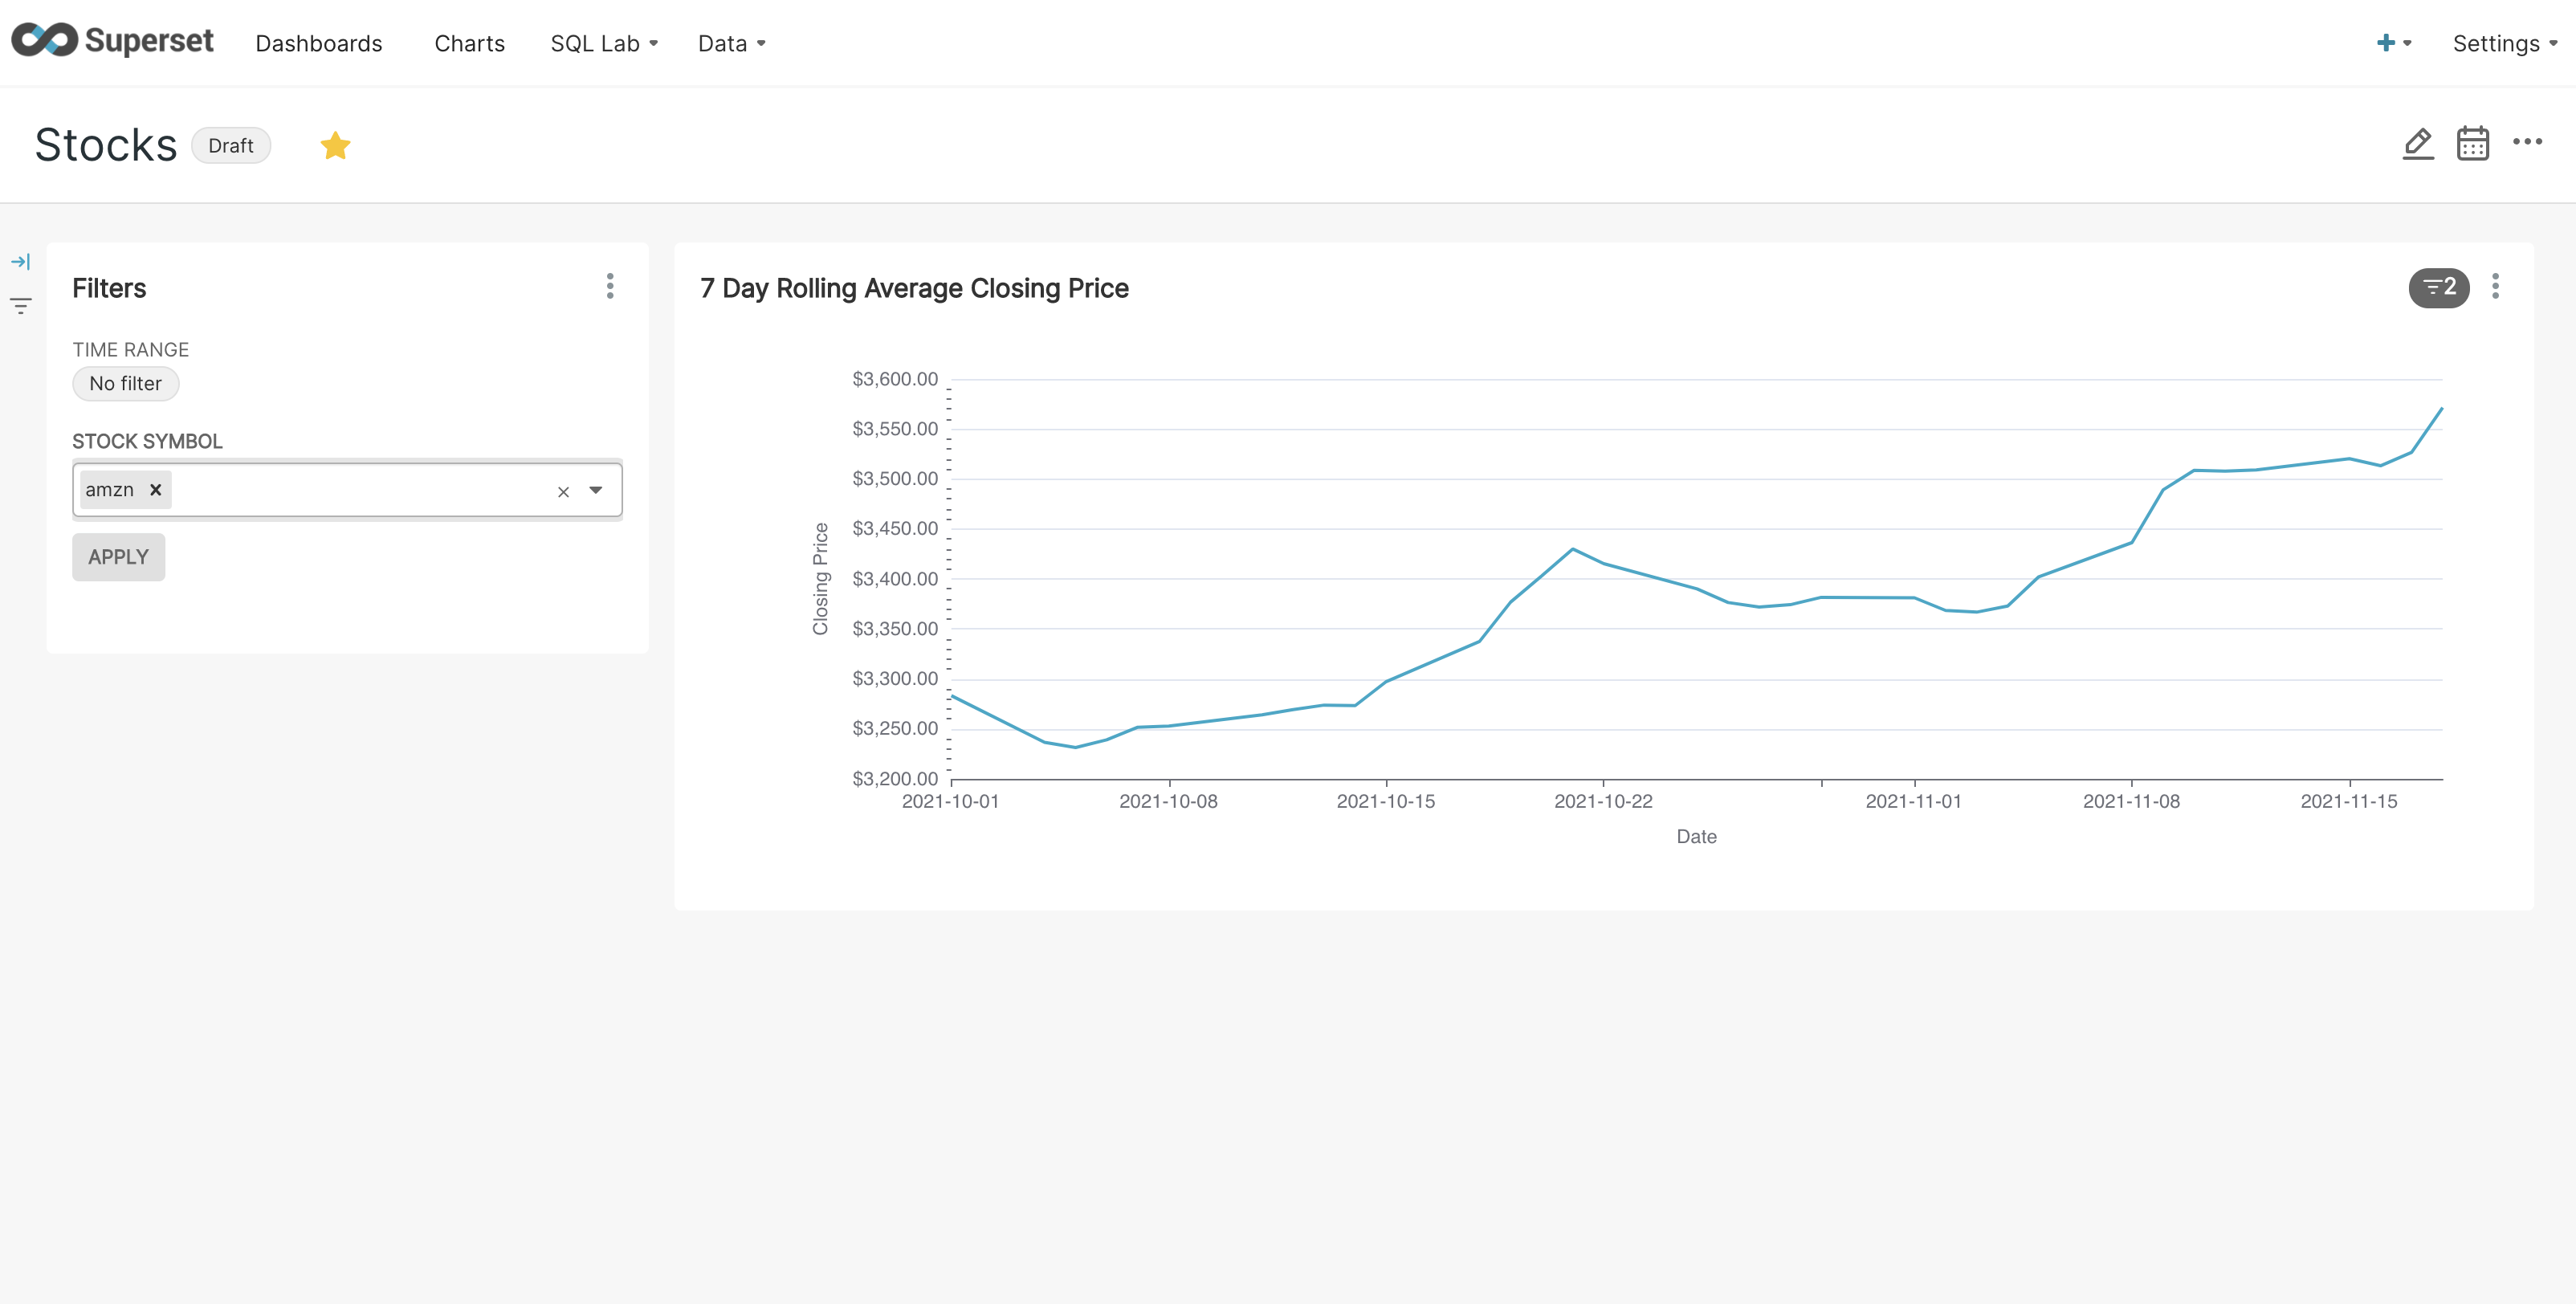 Superset Dashboards Charts SQL Lab Data + Settings
Stocks Draft
Filters
TIME RANGE
No filter
STOCK SYMBOL
amzn
APPLY
7 Day Rolling Average Closing Price
2
$3,600.00
$3,550.00
$3,500.00
$3,450.00
$3,400.00
$3,350.00
$3,300.00
$3,250.00
$3,200.00
Closing Price
2021-10-01 2021-10-08 2021-10-15 2021-10-22 2021-11-01 2021-11-08 2021-11-15
Date